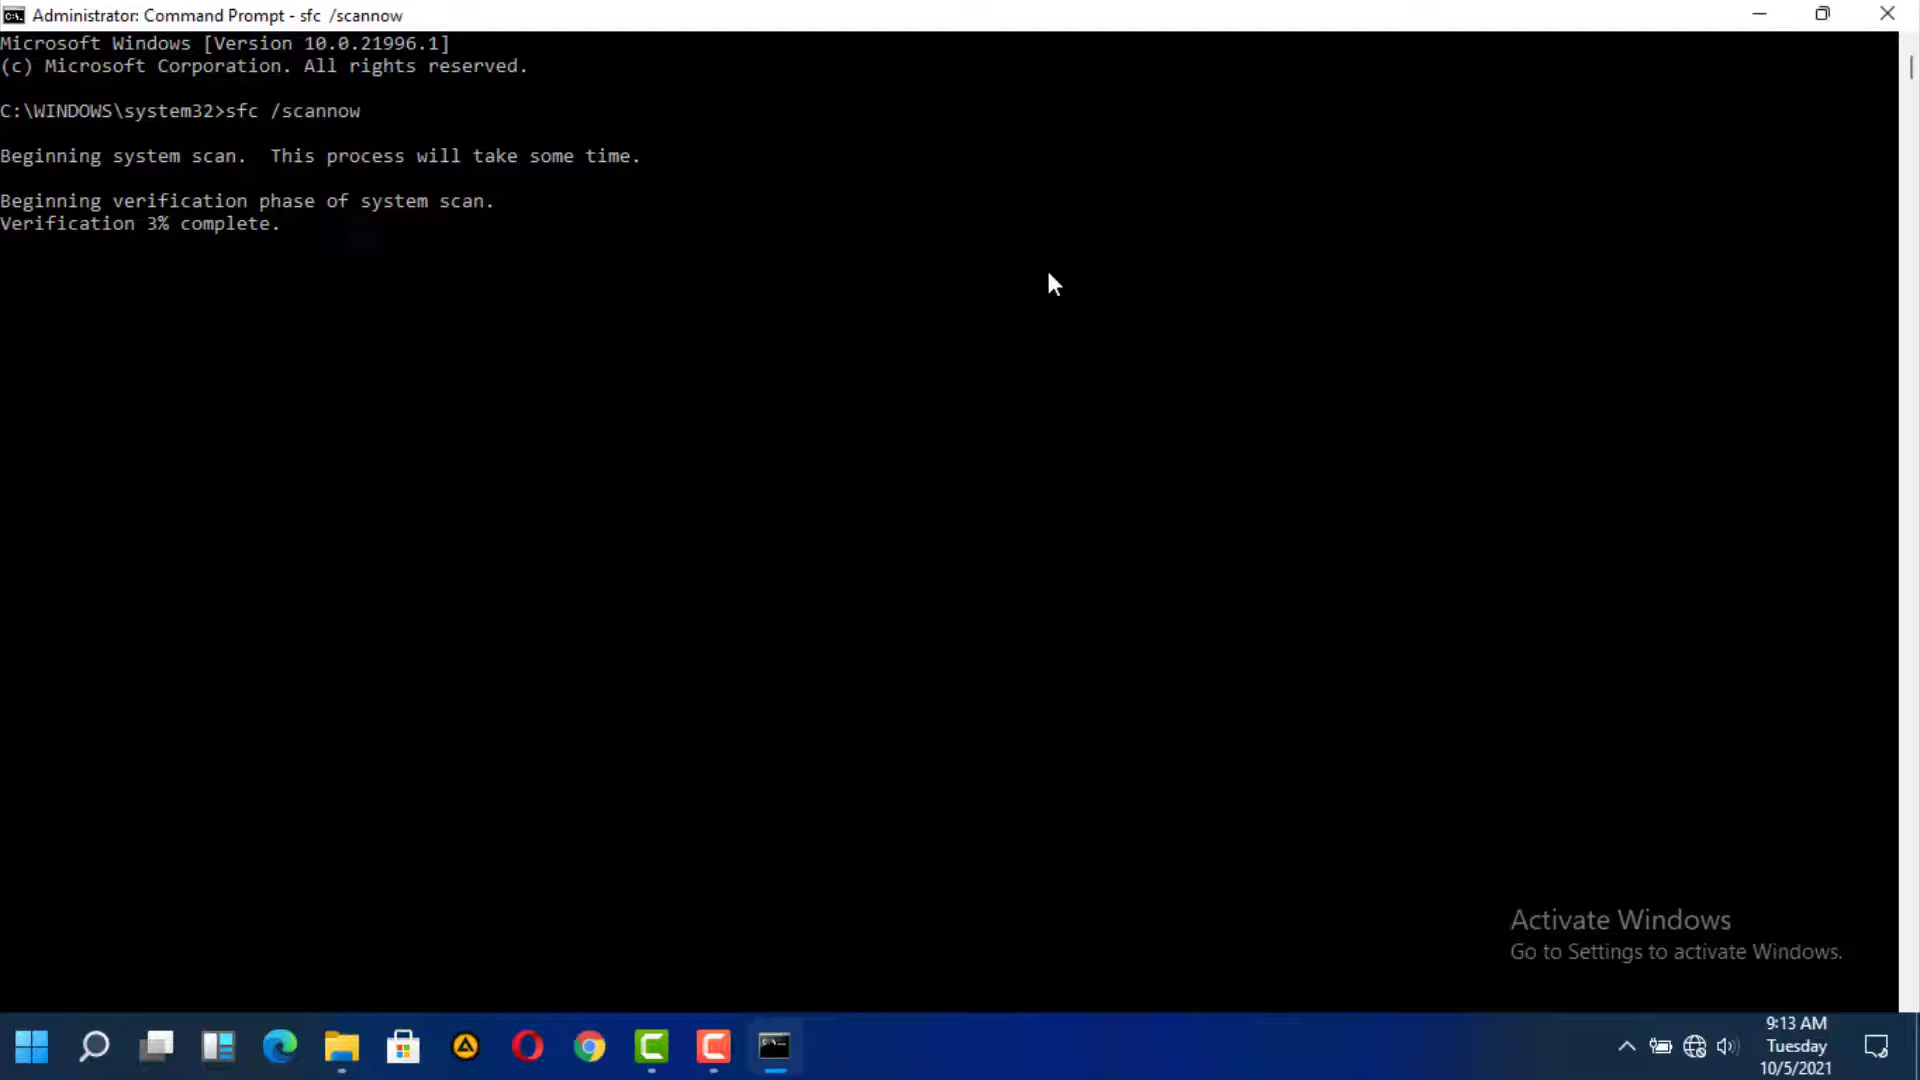 Administrator: Command Prompt - sfc  /scannow
Microsoft Windows [Version 10.0.21996.1]
(c) Microsoft Corporation. All rights reserved.
C:\WINDOWS\system32>sfc /scannow
Beginning system scan.  This process will take some time.
Beginning verification phase of system scan.
Verification 3% complete.
Activate Windows
Go to Settings to activate Windows.
9:13 AM
Tuesday
10/5/2021